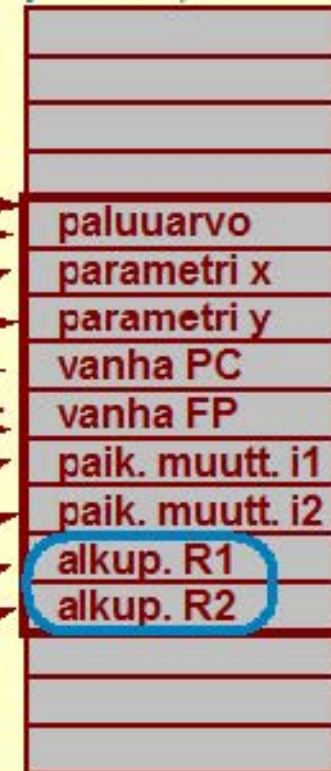 paluuarvo
parametri x
parametri y
vanha PC
vanha FP
paik. muutt. i1
paik. muutt. i2
alkup. R1
alkup. R2